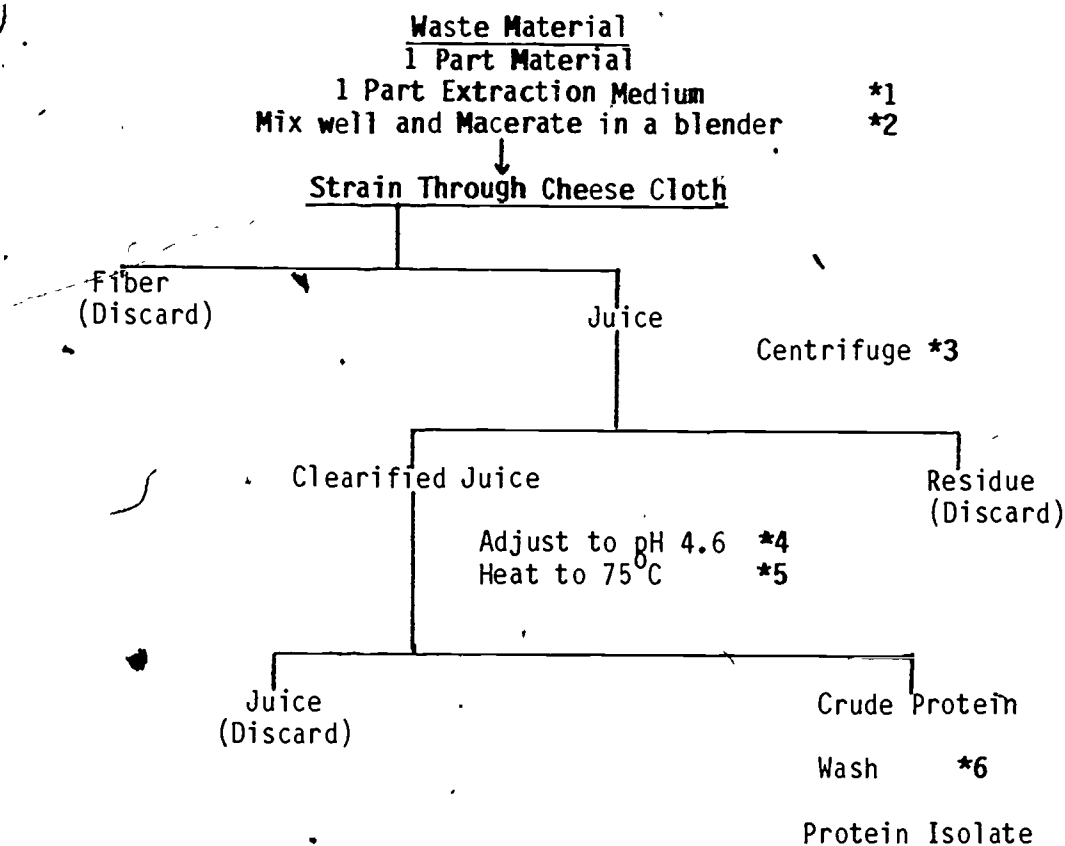 Waste Material
1 Part Material
1 Part Extraction Medium *1
Mix well and Macerate in a blender *2
Strain Through Cheese Cloth
Fiber
(Discard)
Juice
Centrifuge *3
Clearified Juice
Residue
(Discard)
Adjust to pH 4.6 *4
Heat to 75°C *5
Juice
(Discard)
Crude Protein
Wash *6
Protein Isolate